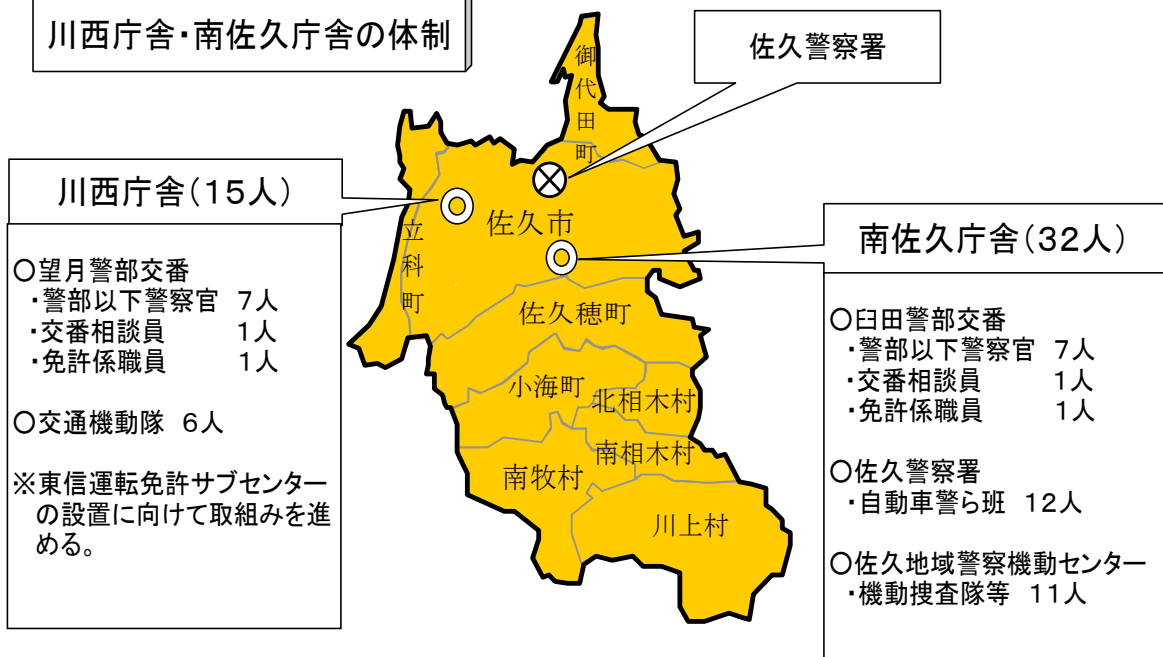 川西庁舎・南佐久庁舎の体制
佐久警察署
川西庁舎(15人)
○望月警部交番
・警部以下警察官 7人
・交番相談員 1人
・免許係職員 1人
○交通機動隊 6人
※東信運転免許サブセンター
の設置に向けて取組みを進
める。
御代田町
佐久市
立科町
佐久穂町
小海町
北相木村
南相木村
南牧村
川上村
南佐久庁舎(32人)
○臼田警部交番
・警部以下警察官 7人
・交番相談員 1人
・免許係職員 1人
○佐久警察署
・自動車警ら班 12人
○佐久地域警察機動センター
・機動捜査隊等 11人